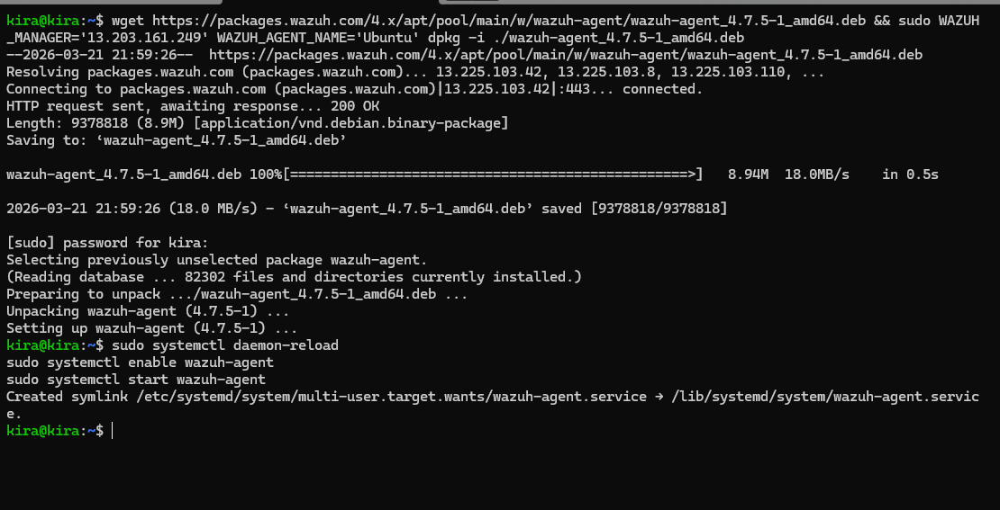 kira@kira:~$ wget https://packages.wazuh.com/4.x/apt/pool/main/w/wazuh-agent/wazuh-agent_4.7.5-1_amd64.deb && sudo WAZUH
_MANAGER='13.203.161.249' WAZUH_AGENT_NAME='Ubuntu' dpkg -i ./wazuh-agent_4.7.5-1_amd64.deb
--2026-03-21 21:59:26--  https://packages.wazuh.com/4.x/apt/pool/main/w/wazuh-agent/wazuh-agent_4.7.5-1_amd64.deb
Resolving packages.wazuh.com (packages.wazuh.com)... 13.225.103.42, 13.225.103.8, 13.225.103.110, ...
Connecting to packages.wazuh.com (packages.wazuh.com)|13.225.103.42|:443... connected.
HTTP request sent, awaiting response... 200 OK
Length: 9378818 (8.9M) [application/vnd.debian.binary-package]
Saving to: ‘wazuh-agent_4.7.5-1_amd64.deb’
wazuh-agent_4.7.5-1_amd64.deb 100%[=================================================>]   8.94M  18.0MB/s    in 0.5s
2026-03-21 21:59:26 (18.0 MB/s) - ‘wazuh-agent_4.7.5-1_amd64.deb’ saved [9378818/9378818]
[sudo] password for kira:
Selecting previously unselected package wazuh-agent.
(Reading database ... 82302 files and directories currently installed.)
Preparing to unpack .../wazuh-agent_4.7.5-1_amd64.deb ...
Unpacking wazuh-agent (4.7.5-1) ...
Setting up wazuh-agent (4.7.5-1) ...
kira@kira:~$ sudo systemctl daemon-reload
sudo systemctl enable wazuh-agent
sudo systemctl start wazuh-agent
Created symlink /etc/systemd/system/multi-user.target.wants/wazuh-agent.service → /lib/systemd/system/wazuh-agent.servic
e.
kira@kira:~$